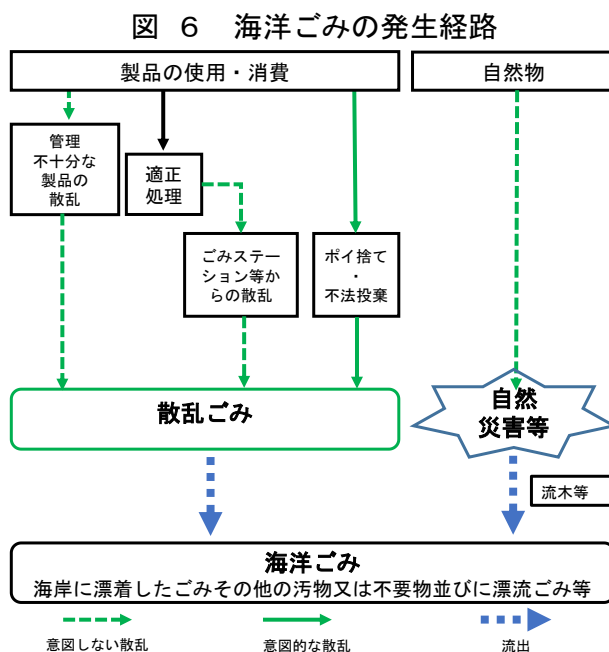 図 6 海洋ごみの発生経路
製品の使用・消費
自然物
管理
不十分な
製品の
散乱
適正
処理
ごみステー
ション等か
らの散乱
ポイ捨て
・
不法投棄
散乱ごみ
自然
災害等
流木等
海洋ごみ
海岸に漂着したごみその他の汚物又は不要物並びに漂流ごみ等
意図しない散乱
意図的な散乱
流出